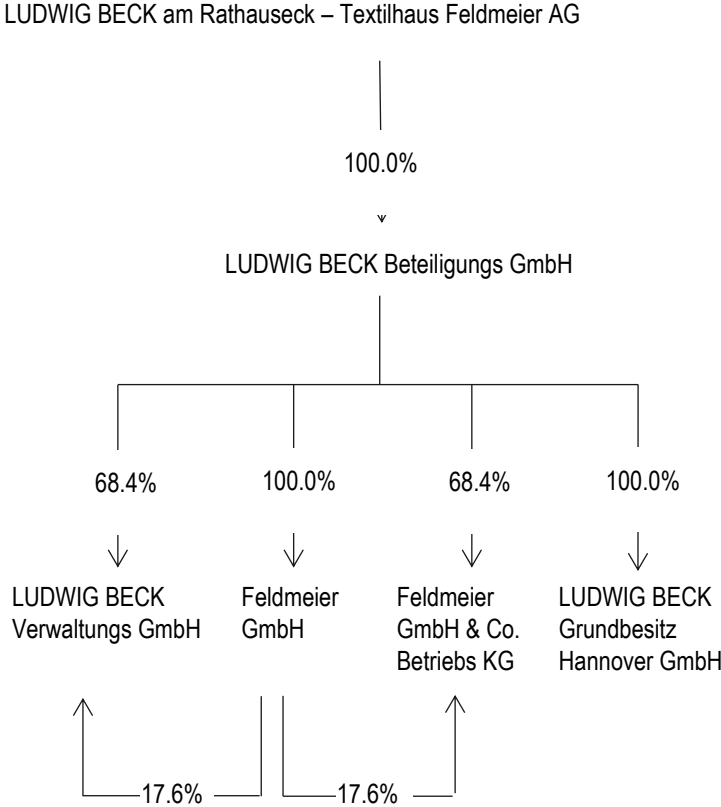 LUDWIG BECK am Rathauseck – Textilhaus Feldmeier AG
100.0%
LUDWIG BECK Beteiligungs GmbH
68.4%
100.0%
68.4%
100.0%
LUDWIG BECK
Verwaltungs GmbH
Feldmeier
GmbH
Feldmeier
GmbH & Co.
Betriebs KG
LUDWIG BECK
Grundbesitz
Hannover GmbH
17.6%
17.6%